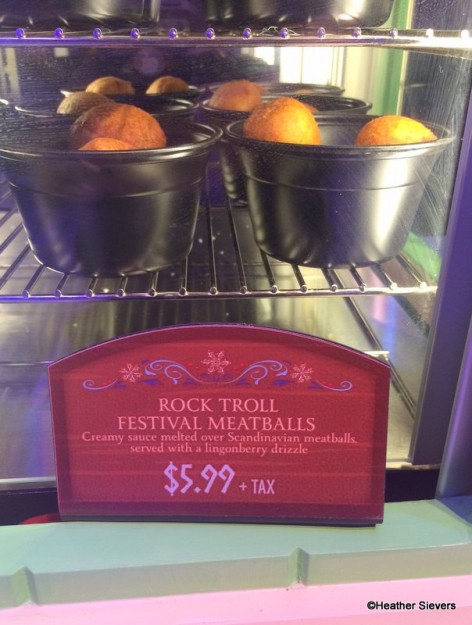 ROCK TROLL
FESTIVAL MEATBALLS
Creamy sauce melted over Scandinavian meatballs,
served with a lingonberry drizzle
$5.99 + TAX
©Heather Sievers